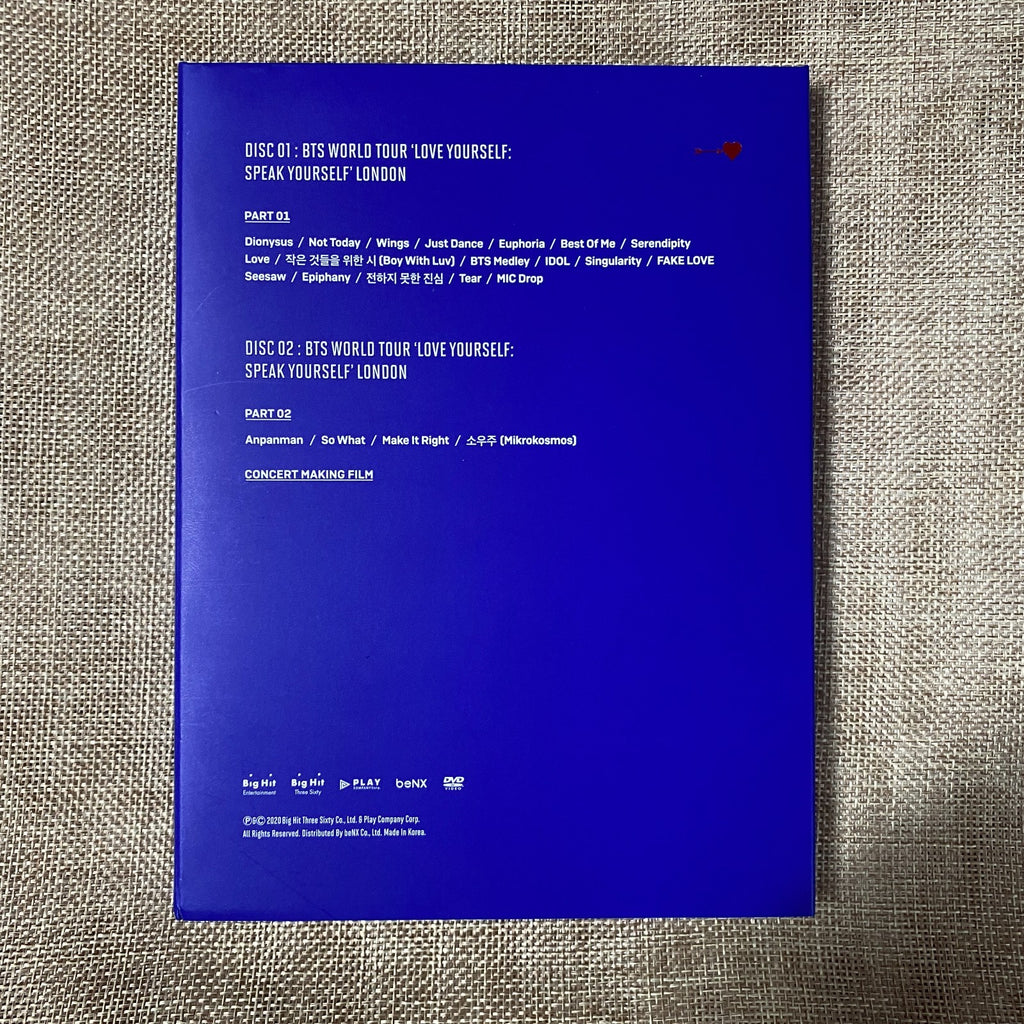 DISC 01 : BTS WORLD TOUR ‘LOVE YOURSELF:
SPEAK YOURSELF’ LONDON
PART 01
Dionysus / Not Today / Wings / Just Dance / Euphoria / Best Of Me / Serendipity
Love / 작은 것들을 위한 시 (Boy With Luv) / BTS Medley / IDOL / Singularity / FAKE LOVE
Seesaw / Epiphany / 전하지 못한 진심 / Tear / MIC Drop
DISC 02 : BTS WORLD TOUR ‘LOVE YOURSELF:
SPEAK YOURSELF’ LONDON
PART 02
Anpanman / So What / Make It Right / 소우주 (Mikrokosmos)
CONCERT MAKING FILM
Big Hit Entertainment
Big Hit Three Sixty
PLAY COMPANY
beNX
DVD VIDEO
Ⓟ&© 2020 Big Hit Three Sixty Co., Ltd. & Play Company Corp.
All Rights Reserved. Distributed By beNX Co., Ltd. Made In Korea.